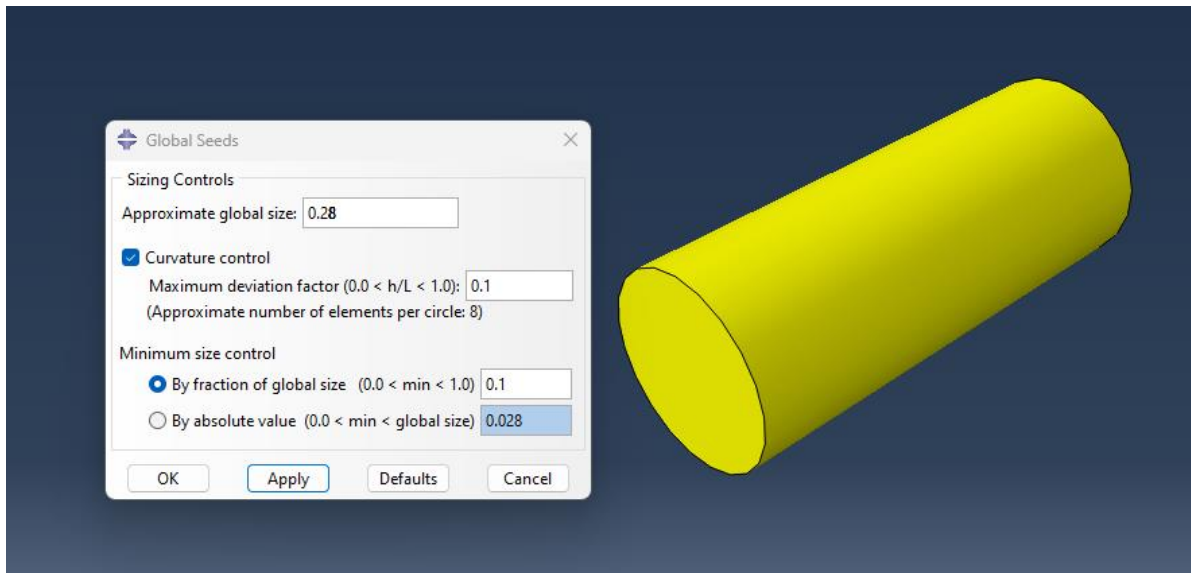 Global Seeds
Sizing Controls
Approximate global size: 0.28
Curvature control
Maximum deviation factor (0.0 < h/L < 1.0): 0.1
(Approximate number of elements per circle: 8)
Minimum size control
By fraction of global size (0.0 < min < 1.0) 0.1
By absolute value (0.0 < min < global size) 0.028
OK Apply Defaults Cancel